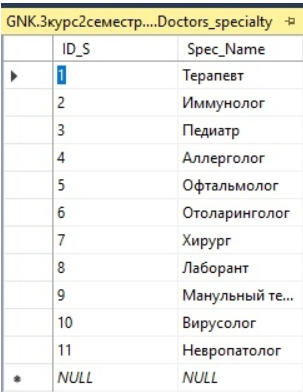 GNK.3курс2семестр....Doctors_specialty
ID_S Spec_Name
1 Терапевт
2 Иммунолог
3 Педиатр
4 Аллерголог
5 Офтальмолог
6 Отоларинголог
7 Хирург
8 Лаборант
9 Манульный те...
10 Вирусолог
11 Невропатолог
NULL NULL